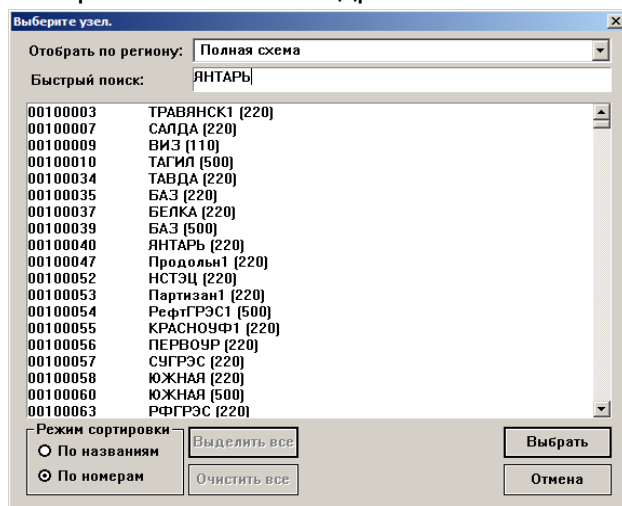 Выберите узел.
Отобрать по региону: Полная схема
Быстрый поиск: ЯНТАРЬ
00100003 ТРАВЯНСК1 (220)
00100007 САЛДА (220)
00100009 ВИЗ (110)
00100010 ТАГИЛ (500)
00100034 ТАВДА (220)
00100035 БАЗ (220)
00100037 БЕЛКА (220)
00100039 БАЗ (500)
00100040 ЯНТАРЬ (220)
00100047 Продольн1 (220)
00100052 НСТЭЦ (220)
00100053 Партизан1 (220)
00100054 РефтГРЭС1 (500)
00100055 КРАСНОУФ1 (220)
00100056 ПЕРВОУР (220)
00100057 СУГРЭС (220)
00100058 ЮЖНАЯ (220)
00100060 ЮЖНАЯ (500)
00100063 РФГРЭС (220)
Режим сортировки
По названиям
По номерам
Выделить все
Очистить все
Выбрать
Отмена